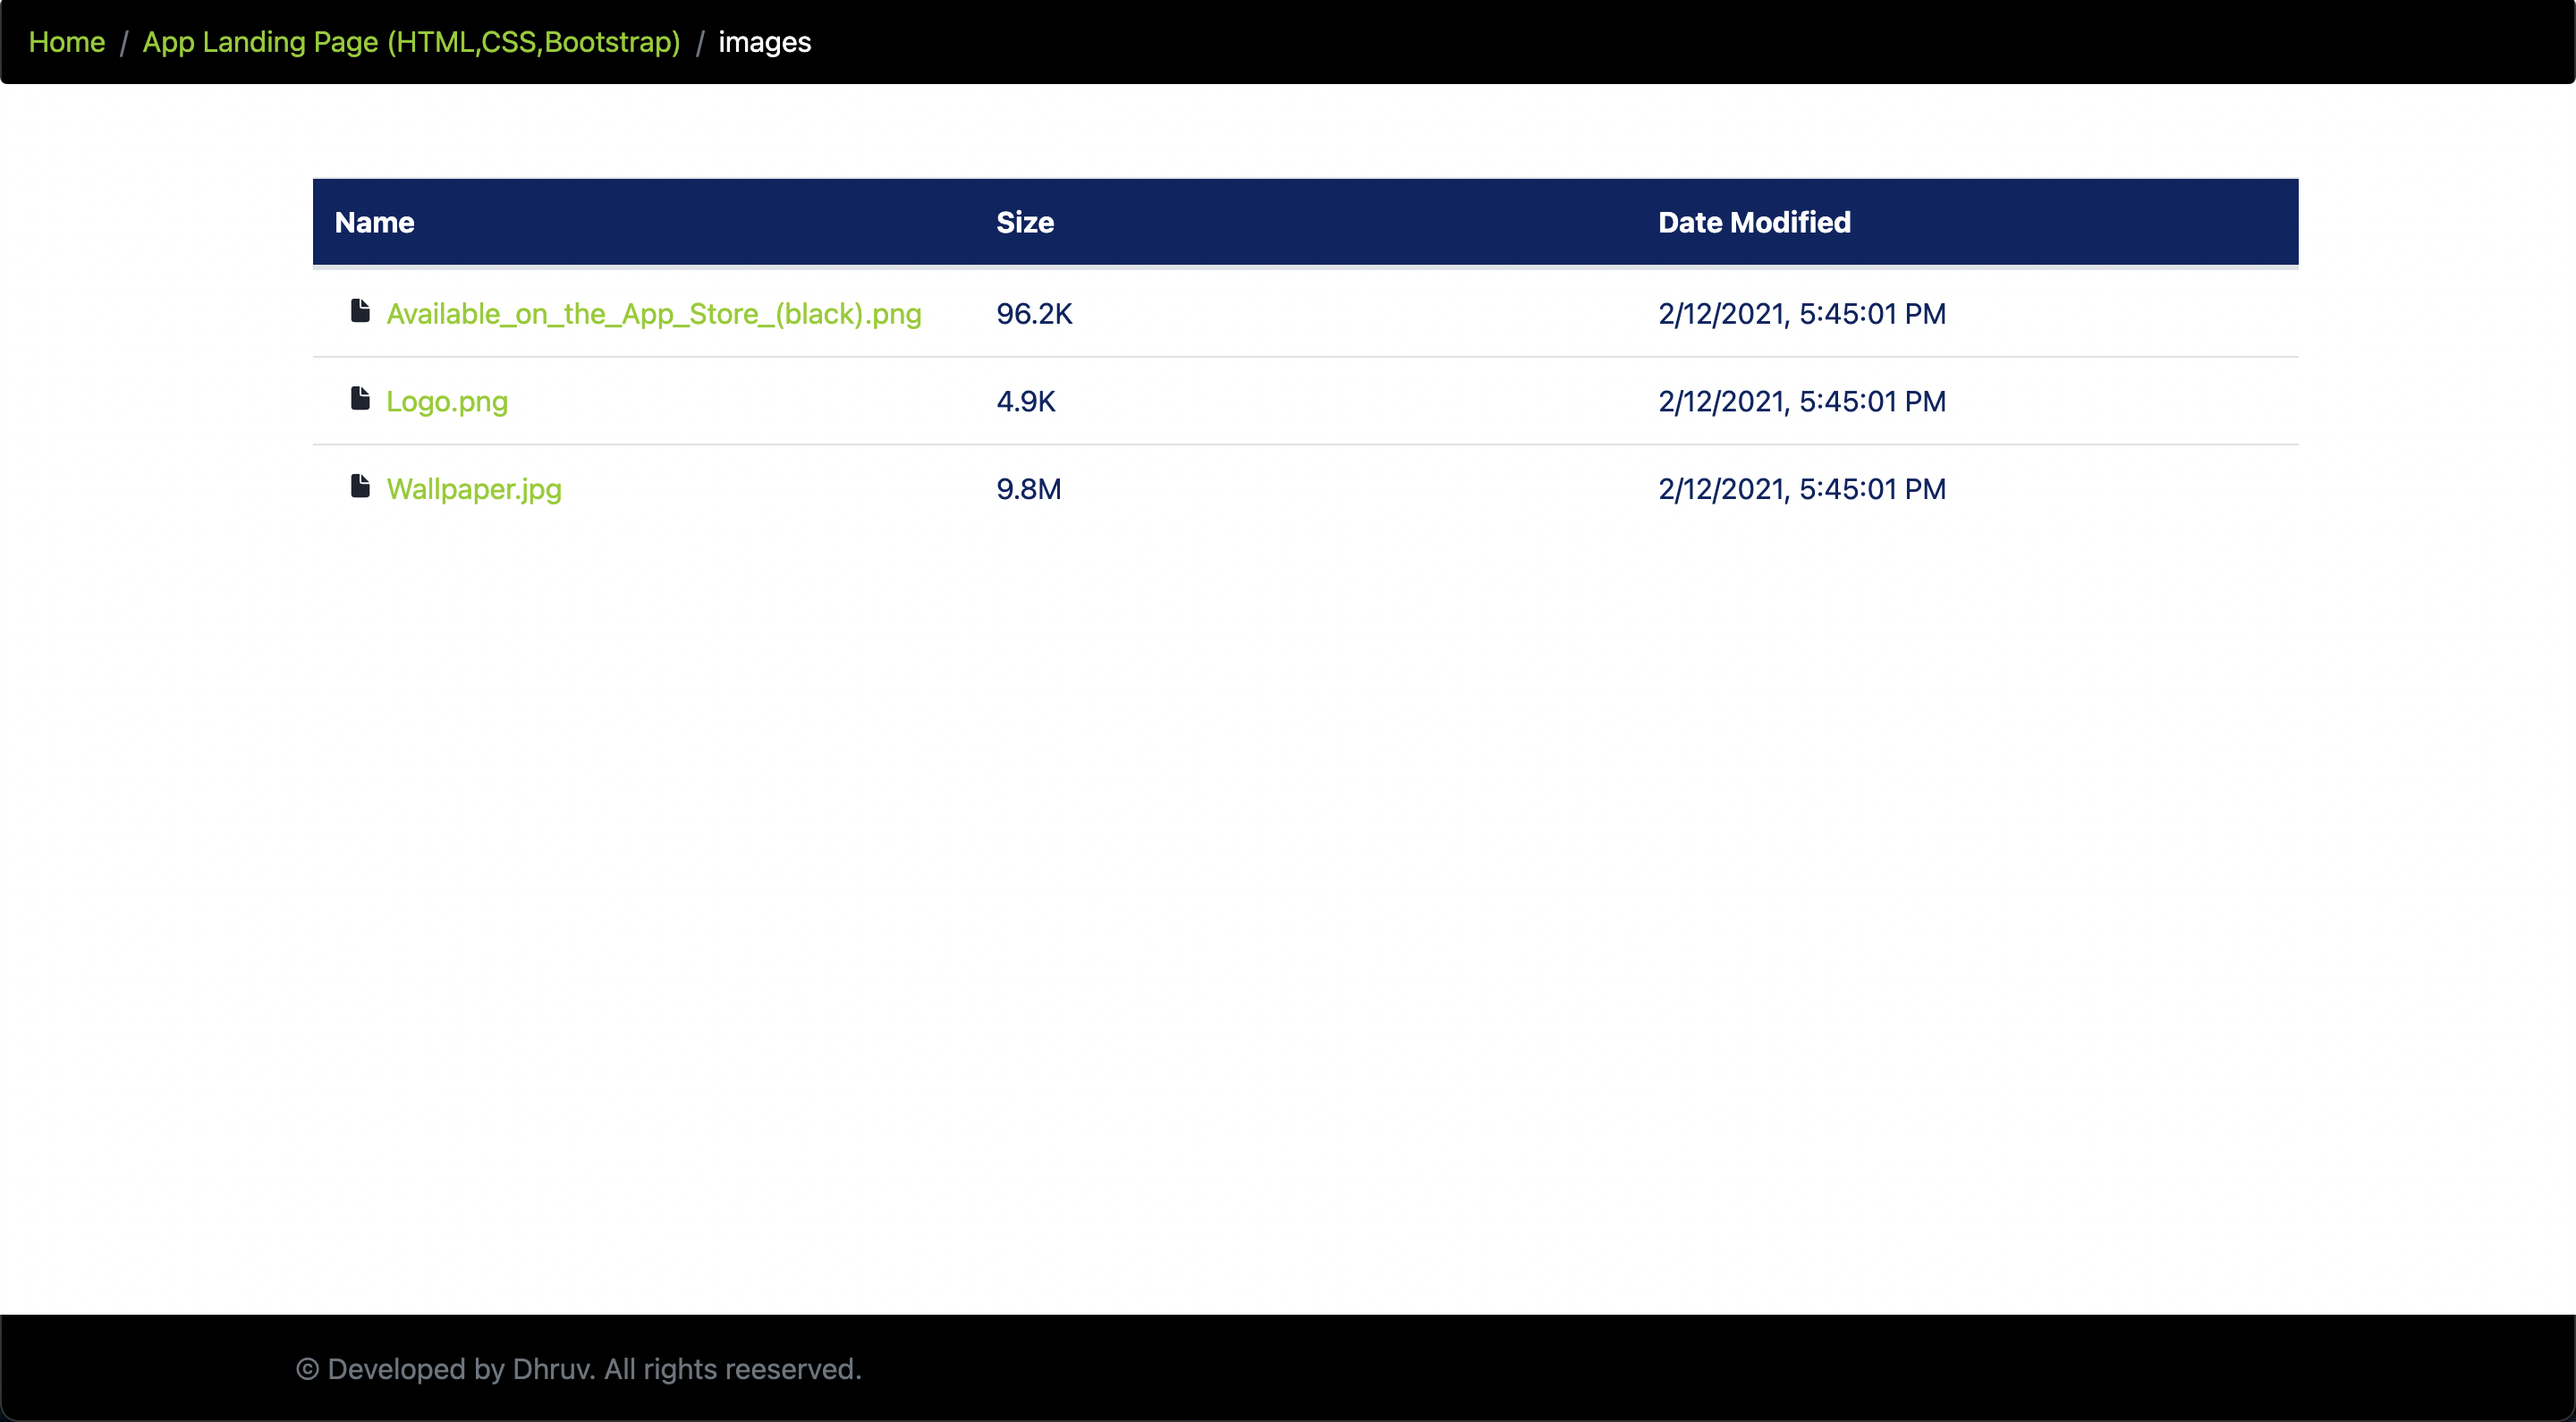 Home / App Landing Page (HTML,CSS,Bootstrap) / images
Name Size Date Modified
Available_on_the_App_Store_(black).png 96.2K 2/12/2021, 5:45:01 PM
Logo.png 4.9K 2/12/2021, 5:45:01 PM
Wallpaper.jpg 9.8M 2/12/2021, 5:45:01 PM
© Developed by Dhruv. All rights reeserved.